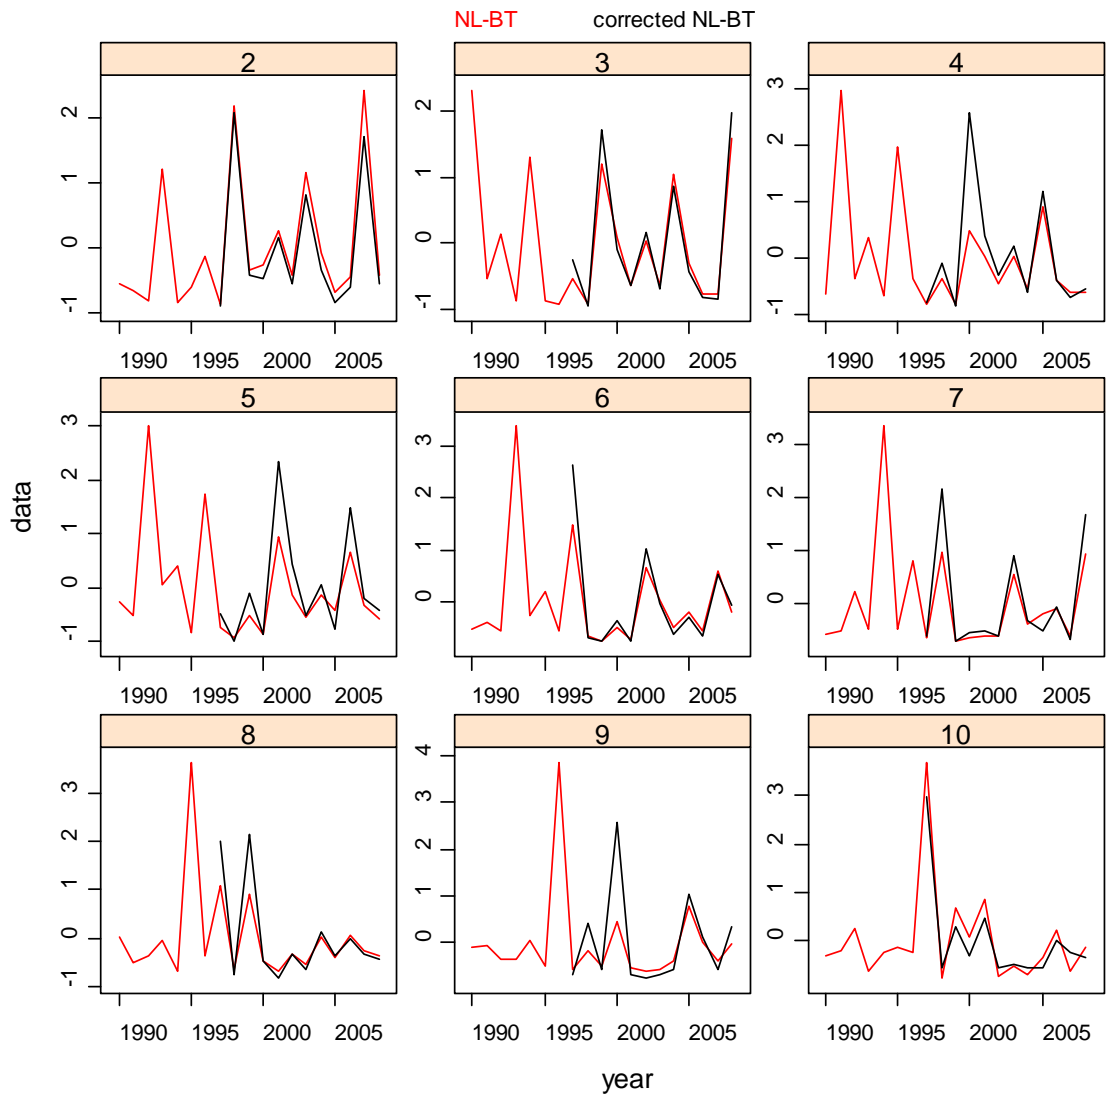 NL-BT corrected NL-BT
2 3 4
2 1 0 -1
2 1 0 -1
3 2 1 0 -1
1990 1995 2000 2005 1990 1995 2000 2005 1990 1995 2000 2005
5 6 7
3 2 1 0 -1
3 2 1 0
3 2 1 0
data
1990 1995 2000 2005 1990 1995 2000 2005 1990 1995 2000 2005
8 9 10
3 2 1 0 -1
4 3 2 1 0
3 2 1 0
1990 1995 2000 2005 1990 1995 2000 2005 1990 1995 2000 2005
year